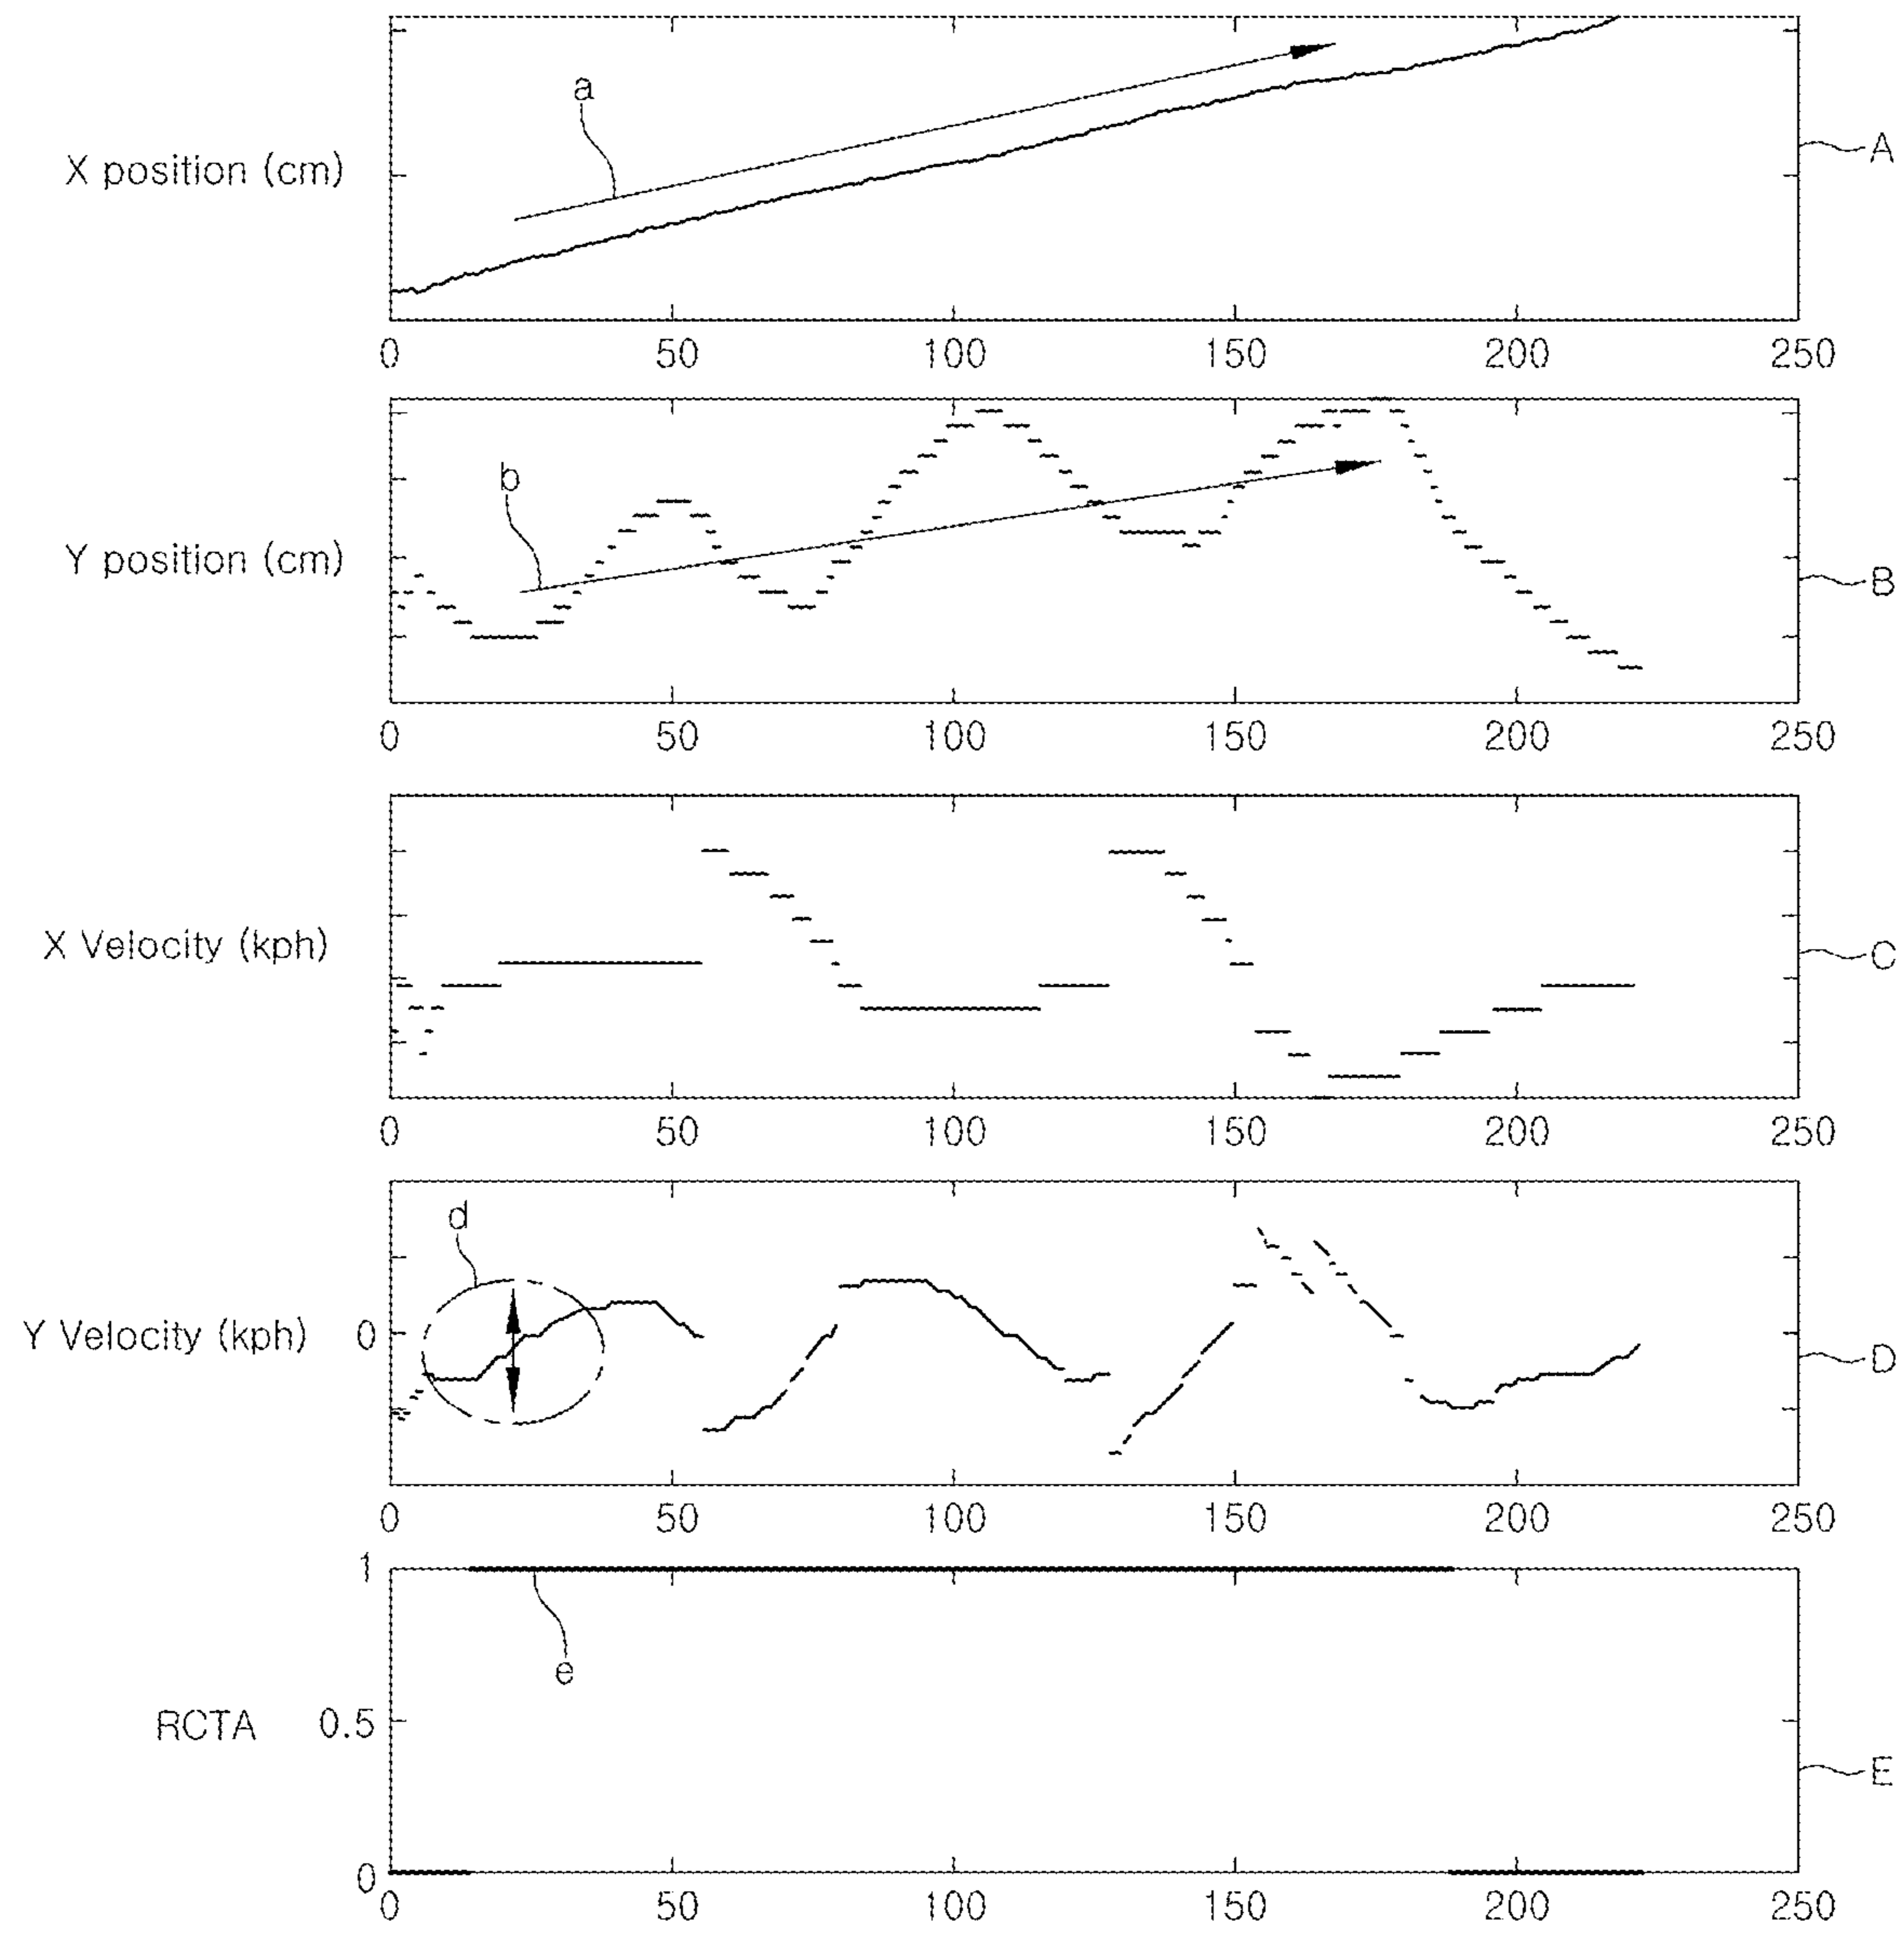 a
X position (cm)
A
0 50 100 150 200 250
b
Y position (cm)
B
0 50 100 150 200 250
X Velocity (kph)
C
0 50 100 150 200 250
d
Y Velocity (kph) 0
D
0 50 100 150 200 250
1
e
RCTA 0.5
E
0
0 50 100 150 200 250